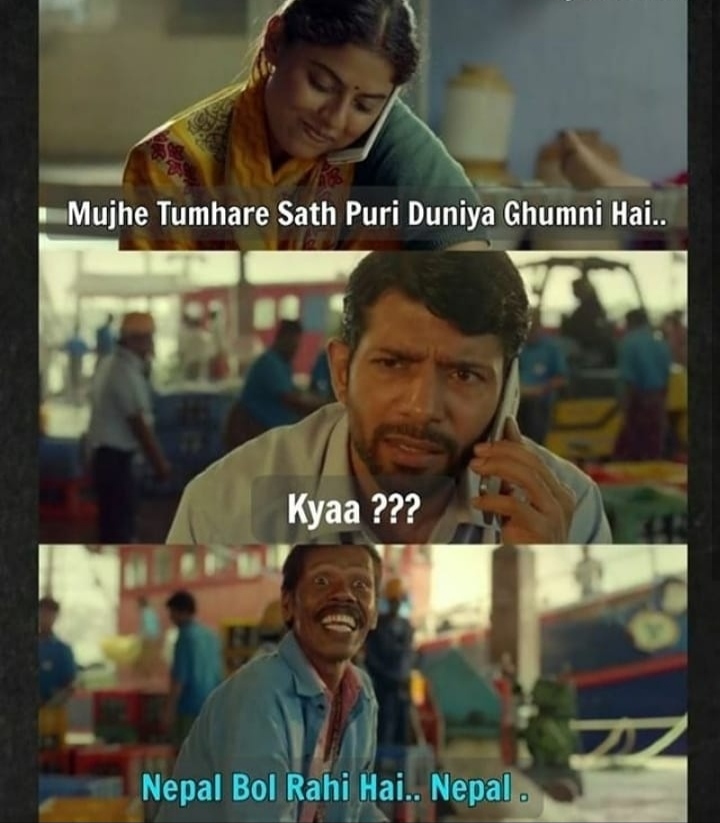 Mujhe Tumhare Sath Puri Duniya Ghumni Hai..
Kyaa ???
Nepal Bol Rahi Hai.. Nepal .